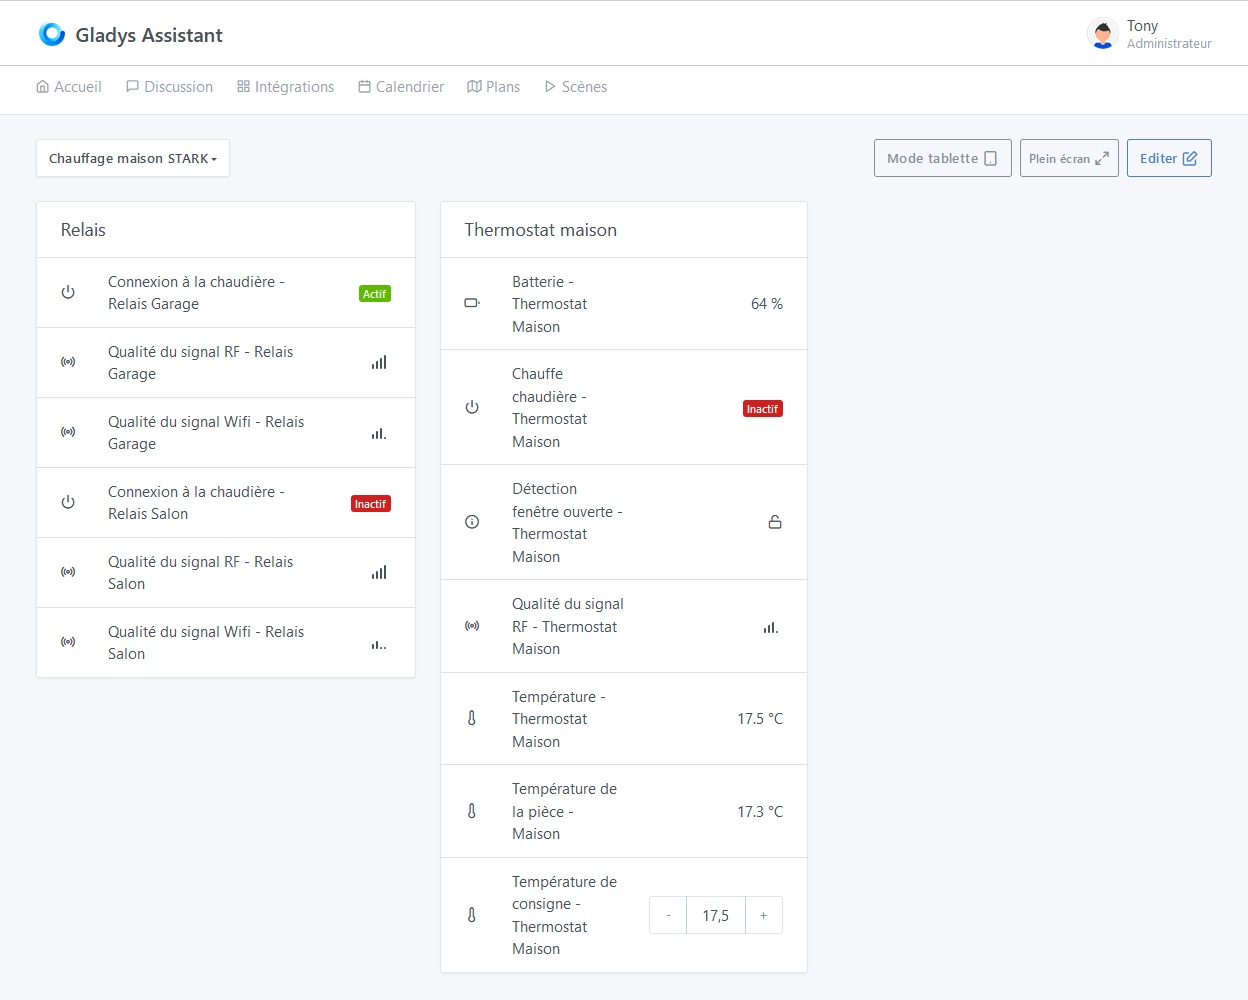 Gladys Assistant
Tony
Administrateur
Accueil
Discussion
Intégrations
Calendrier
Plans
Scènes
Chauffage maison STARK
Mode tablette
Plein écran
Editer
Relais
Connexion à la chaudière -
Relais Garage
Actif
Qualité du signal RF - Relais
Garage
Qualité du signal Wifi - Relais
Garage
Connexion à la chaudière -
Relais Salon
Inactif
Qualité du signal RF - Relais
Salon
Qualité du signal Wifi - Relais
Salon
Thermostat maison
Batterie -
Thermostat
Maison
64 %
Chauffe
chaudière -
Thermostat
Maison
Inactif
Détection
fenêtre ouverte -
Thermostat
Maison
Qualité du signal
RF - Thermostat
Maison
Température -
Thermostat
Maison
17.5 °C
Température de
la pièce -
Maison
17.3 °C
Température de
consigne -
Thermostat
Maison
- 17,5 +